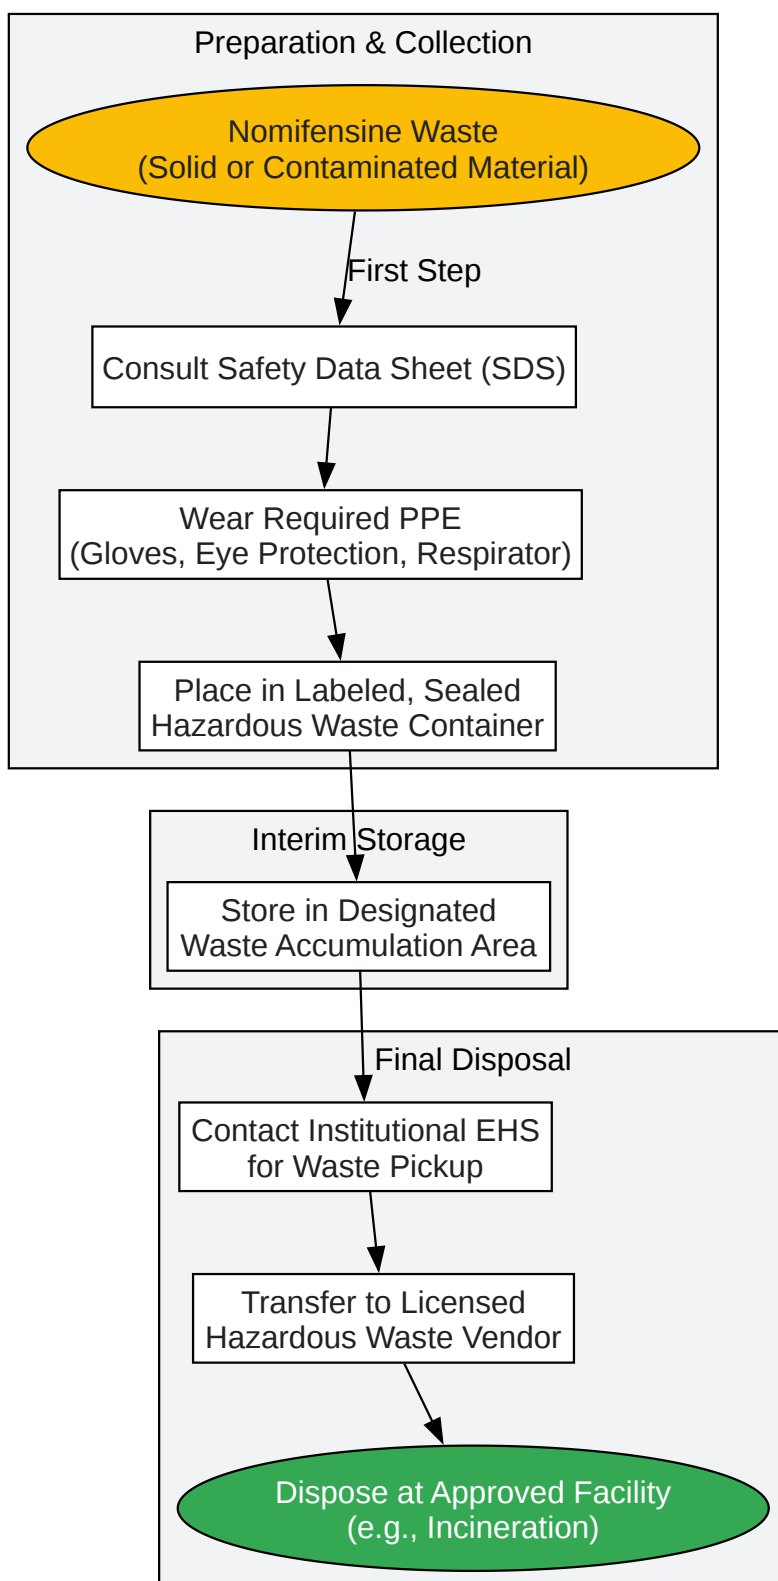 Preparation & Collection
Nomifensine Waste
(Solid or Contaminated Material)
First Step
Consult Safety Data Sheet (SDS)
Wear Required PPE
(Gloves, Eye Protection, Respirator)
Place in Labeled, Sealed
Hazardous Waste Container
Interim Storage
Store in Designated
Waste Accumulation Area
Final Disposal
Contact Institutional EHS
for Waste Pickup
Transfer to Licensed
Hazardous Waste Vendor
Dispose at Approved Facility
(e.g., Incineration)